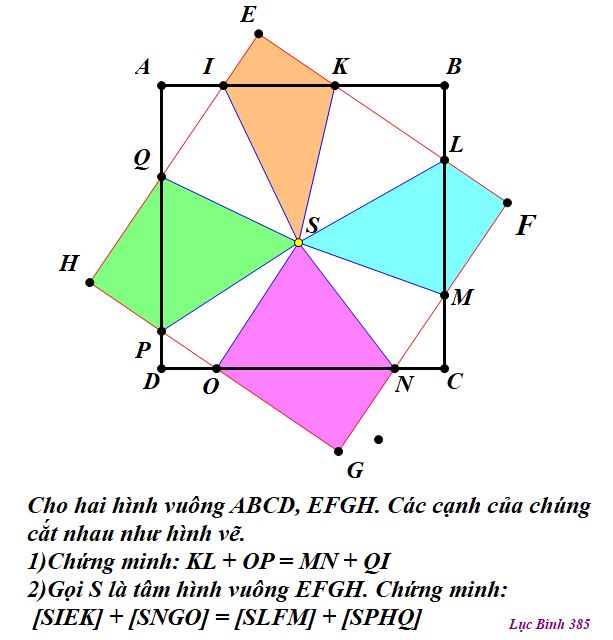 E
A I K B
Q L
S F
H
M
P
D O N C
G
Cho hai hình vuông ABCD, EFGH. Các cạnh của chúng
cắt nhau như hình vẽ.
1)Chứng minh: KL + OP = MN + QI
2)Gọi S là tâm hình vuông EFGH. Chứng minh:
[SIEK] + [SNGO] = [SLFM] + [SPHQ]
Lục Bình 385